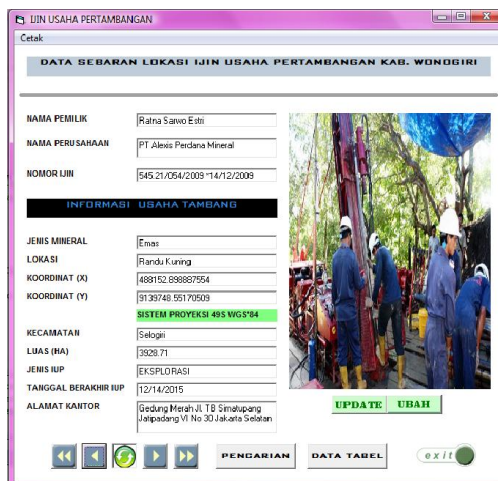 IJIN USAHA PERTAMBANGAN
Cetak
DATA SEBARAN LOKASI IJIN USAHA PERTAMBANGAN KAB. WONOGIRI
NAMA PEMILIK Ratna Sarwo Estri
NAMA PERUSAHAAN PT Alexis Perdana Mineral
NOMOR IJIN 545.21/054/2009 "14/12/2009
INFORMASI USAHA TAMBANG
JENIS MINERAL Emas
LOKASI Randu Kuning
KOORDINAT (X) 488152.898887554
KOORDINAT (Y) 9139748.55170509
SISTEM PROYEKSI 49S WGS'84
KECAMATAN Selogiri
LUAS (HA) 3928.71
JENIS IUP EKSPLORASI
TANGGAL BERAKHIR IUP 12/14/2015
ALAMAT KANTOR Gedung Merah Jl. TB Simatupang
Jatipadang VI No 30 Jakarta Selatan
UPDATE UBAH
PENCARIAN DATA TABEL exit